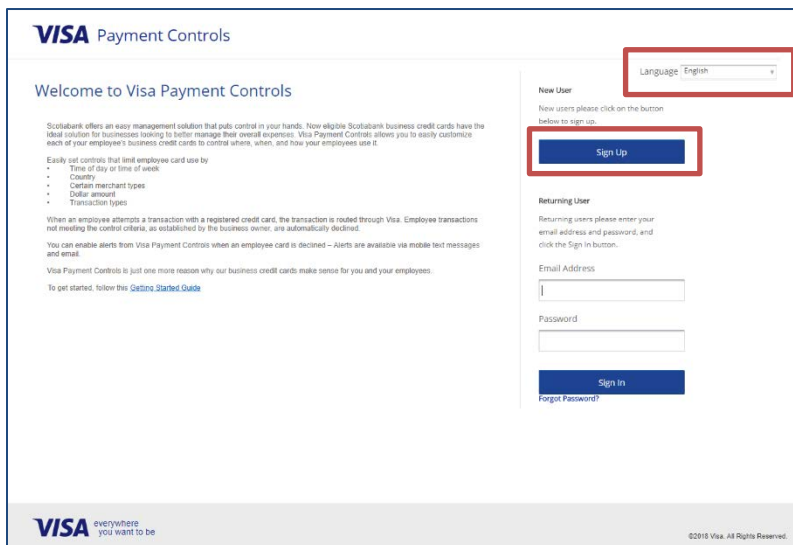 VISA Payment Controls
Language English
Welcome to Visa Payment Controls
Scotiabank offers an easy management solution that puts control in your hands. Now eligible Scotiabank business credit cards have the
ideal solution for businesses looking to better manage their overall expenses. Visa Payment Controls allows you to easily customize
each of your employee's business credit cards to control where, when, and how your employees use it.
Easily set controls that limit employee card use by
• Time of day or time of week
• Country
• Certain merchant types
• Dollar amount
• Transaction types
When an employee attempts a transaction with a registered credit card, the transaction is routed through Visa. Employee transactions
not meeting the control criteria, as established by the business owner, are automatically declined.
You can enable alerts from Visa Payment Controls when an employee card is declined – Alerts are available via mobile text messages
and email.
Visa Payment Controls is just one more reason why our business credit cards make sense for you and your employees.
To get started, follow this Getting Started Guide
New User
New users please click on the button
below to sign up.
Sign Up
Returning User
Returning users please enter your
email address and password, and
click the Sign In button.
Email Address
Password
Sign In
Forgot Password?
VISA everywhere
you want to be
©2018 Visa. All Rights Reserved.